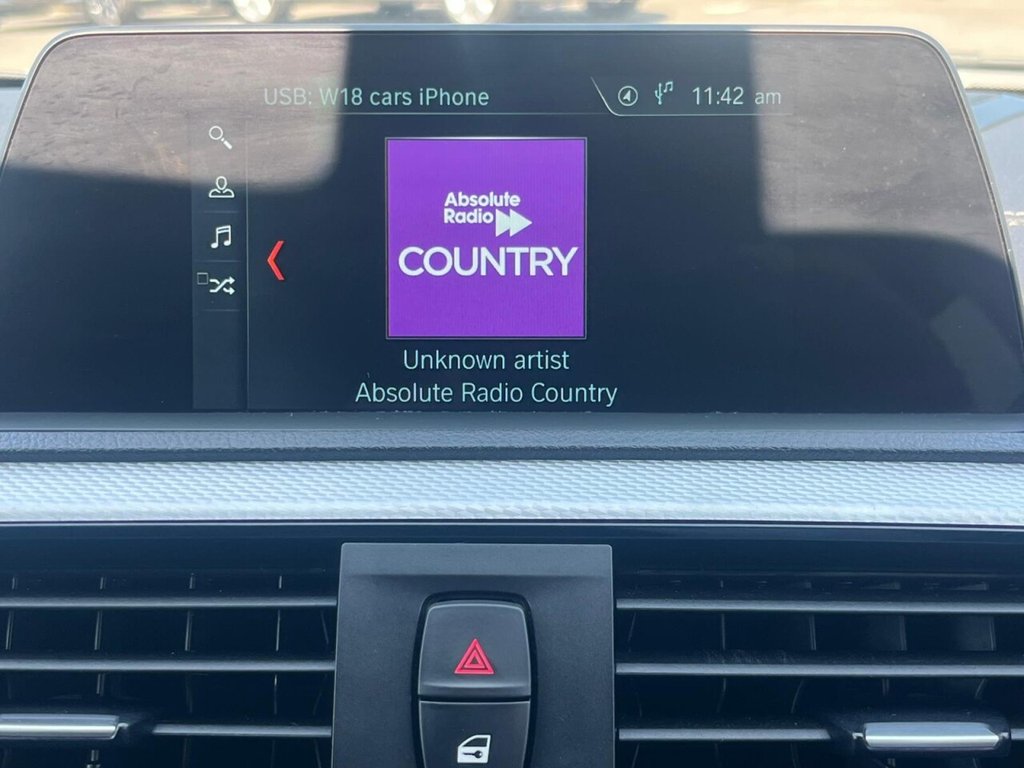 USB: W18 cars iPhone
11:42 am
Absolute
Radio
COUNTRY
Unknown artist
Absolute Radio Country